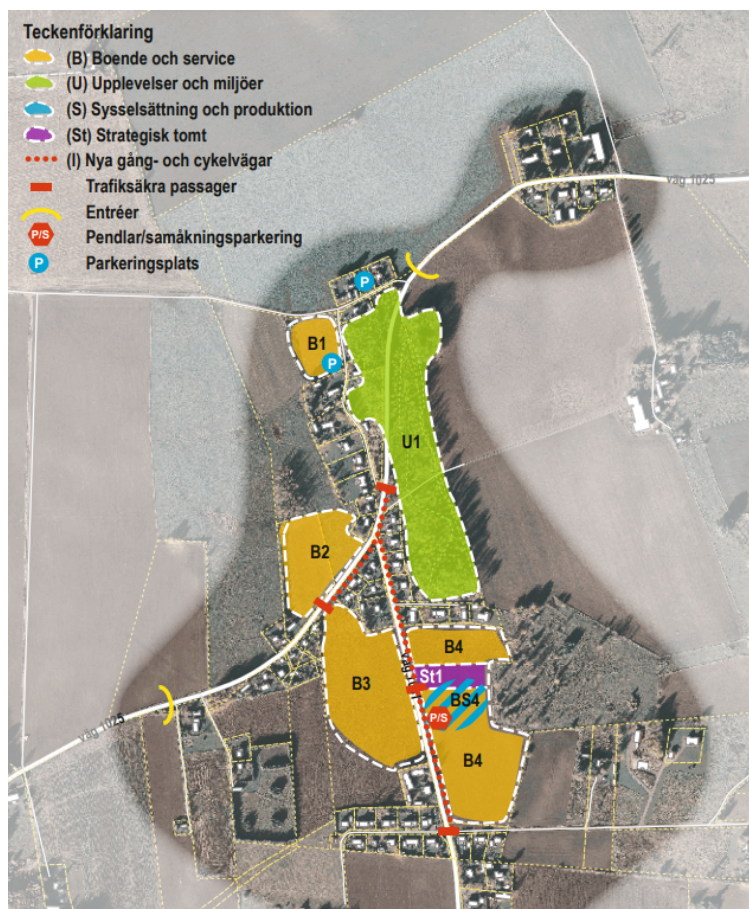 Teckenförklaring
(B) Boende och service
(U) Upplevelser och miljöer
(S) Sysselsättning och produktion
(St) Strategisk tomt
(I) Nya gång- och cykelvägar
Trafiksäkra passager
Entréer
P/S Pendlar/samåkningsparkering
P Parkeringsplats
väg 1025
P
B1
P
U1
B2
B4
St1
B3
BS4
P/S
väg 1025
B4